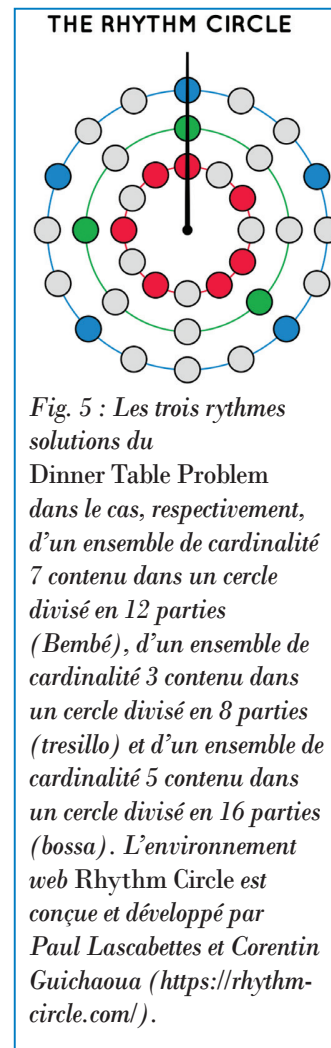 THE RHYTHM CIRCLE
Fig. 5 : Les trois rythmes
solutions du
Dinner Table Problem
dans le cas, respectivement,
d'un ensemble de cardinalité
7 contenu dans un cercle
divisé en 12 parties
(Bembé), d'un ensemble de
cardinalité 3 contenu dans
un cercle divisé en 8 parties
(tresillo) et d'un ensemble de
cardinalité 5 contenu dans
un cercle divisé en 16 parties
(bossa). L'environnement
web Rhythm Circle est
conçue et développé par
Paul Lascabettes et Corentin
Guichaoua (https://rhythm-
circle.com/).